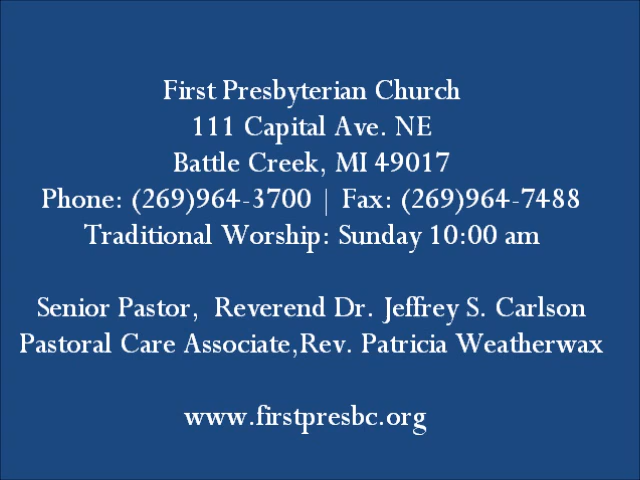 First Presbyterian Church
111 Capital Ave. NE
Battle Creek, MI 49017
Phone: (269)964-3700 | Fax: (269)964-7488
Traditional Worship: Sunday 10:00 am
Senior Pastor,  Reverend Dr. Jeffrey S. Carlson
Pastoral Care Associate,Rev. Patricia Weatherwax
www.firstpresbc.org